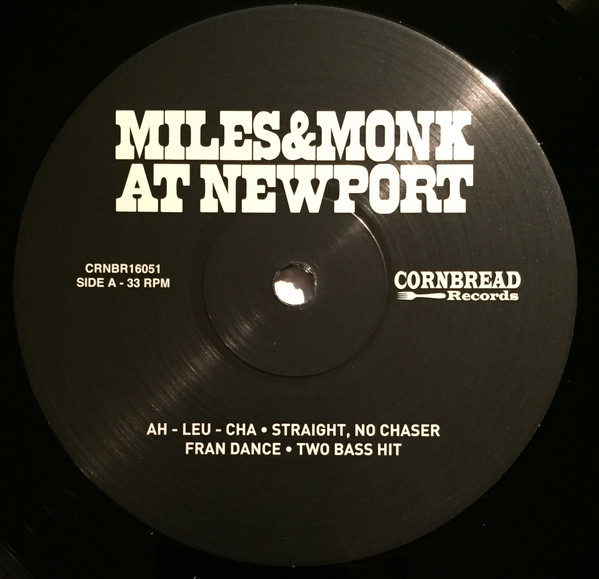 MILES&MONK
AT NEWPORT
CRNBR16051
SIDE A - 33 RPM
CORNBREAD
Records
AH - LEU - CHA • STRAIGHT, NO CHASER
FRAN DANCE • TWO BASS HIT